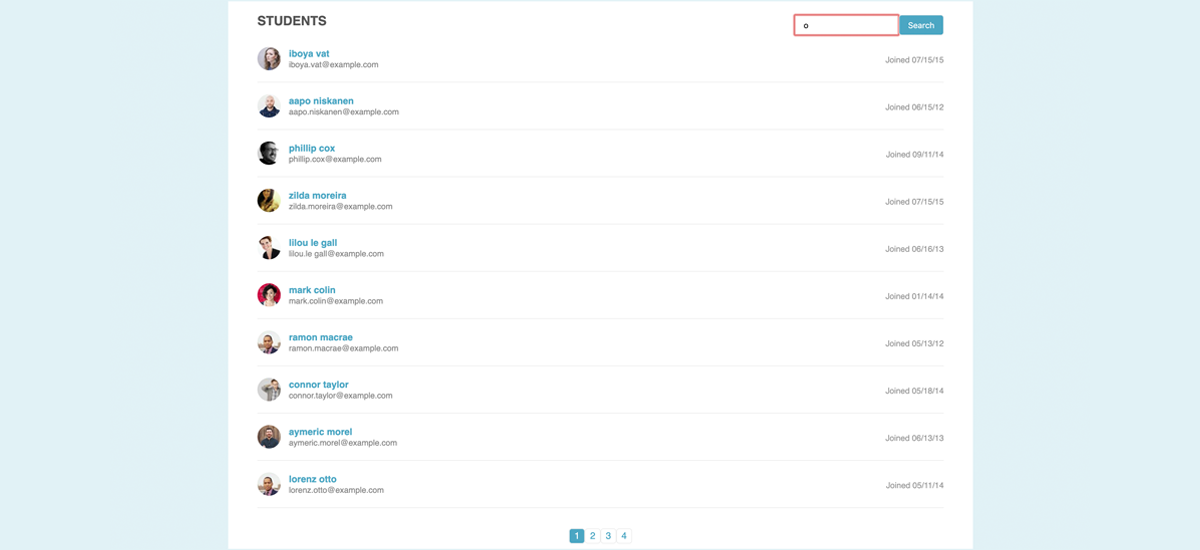 STUDENTS
o
Search
iboya vat
iboya.vat@example.com
Joined 07/15/15
aapo niskanen
aapo.niskanen@example.com
Joined 06/15/12
phillip cox
phillip.cox@example.com
Joined 09/11/14
zilda moreira
zilda.moreira@example.com
Joined 07/15/15
lilou le gall
lilou.le gall@example.com
Joined 06/16/13
mark colin
mark.colin@example.com
Joined 01/14/14
ramon macrae
ramon.macrae@example.com
Joined 05/13/12
connor taylor
connor.taylor@example.com
Joined 05/18/14
aymeric morel
aymeric.morel@example.com
Joined 06/13/13
lorenz otto
lorenz.otto@example.com
Joined 05/11/14
1 2 3 4